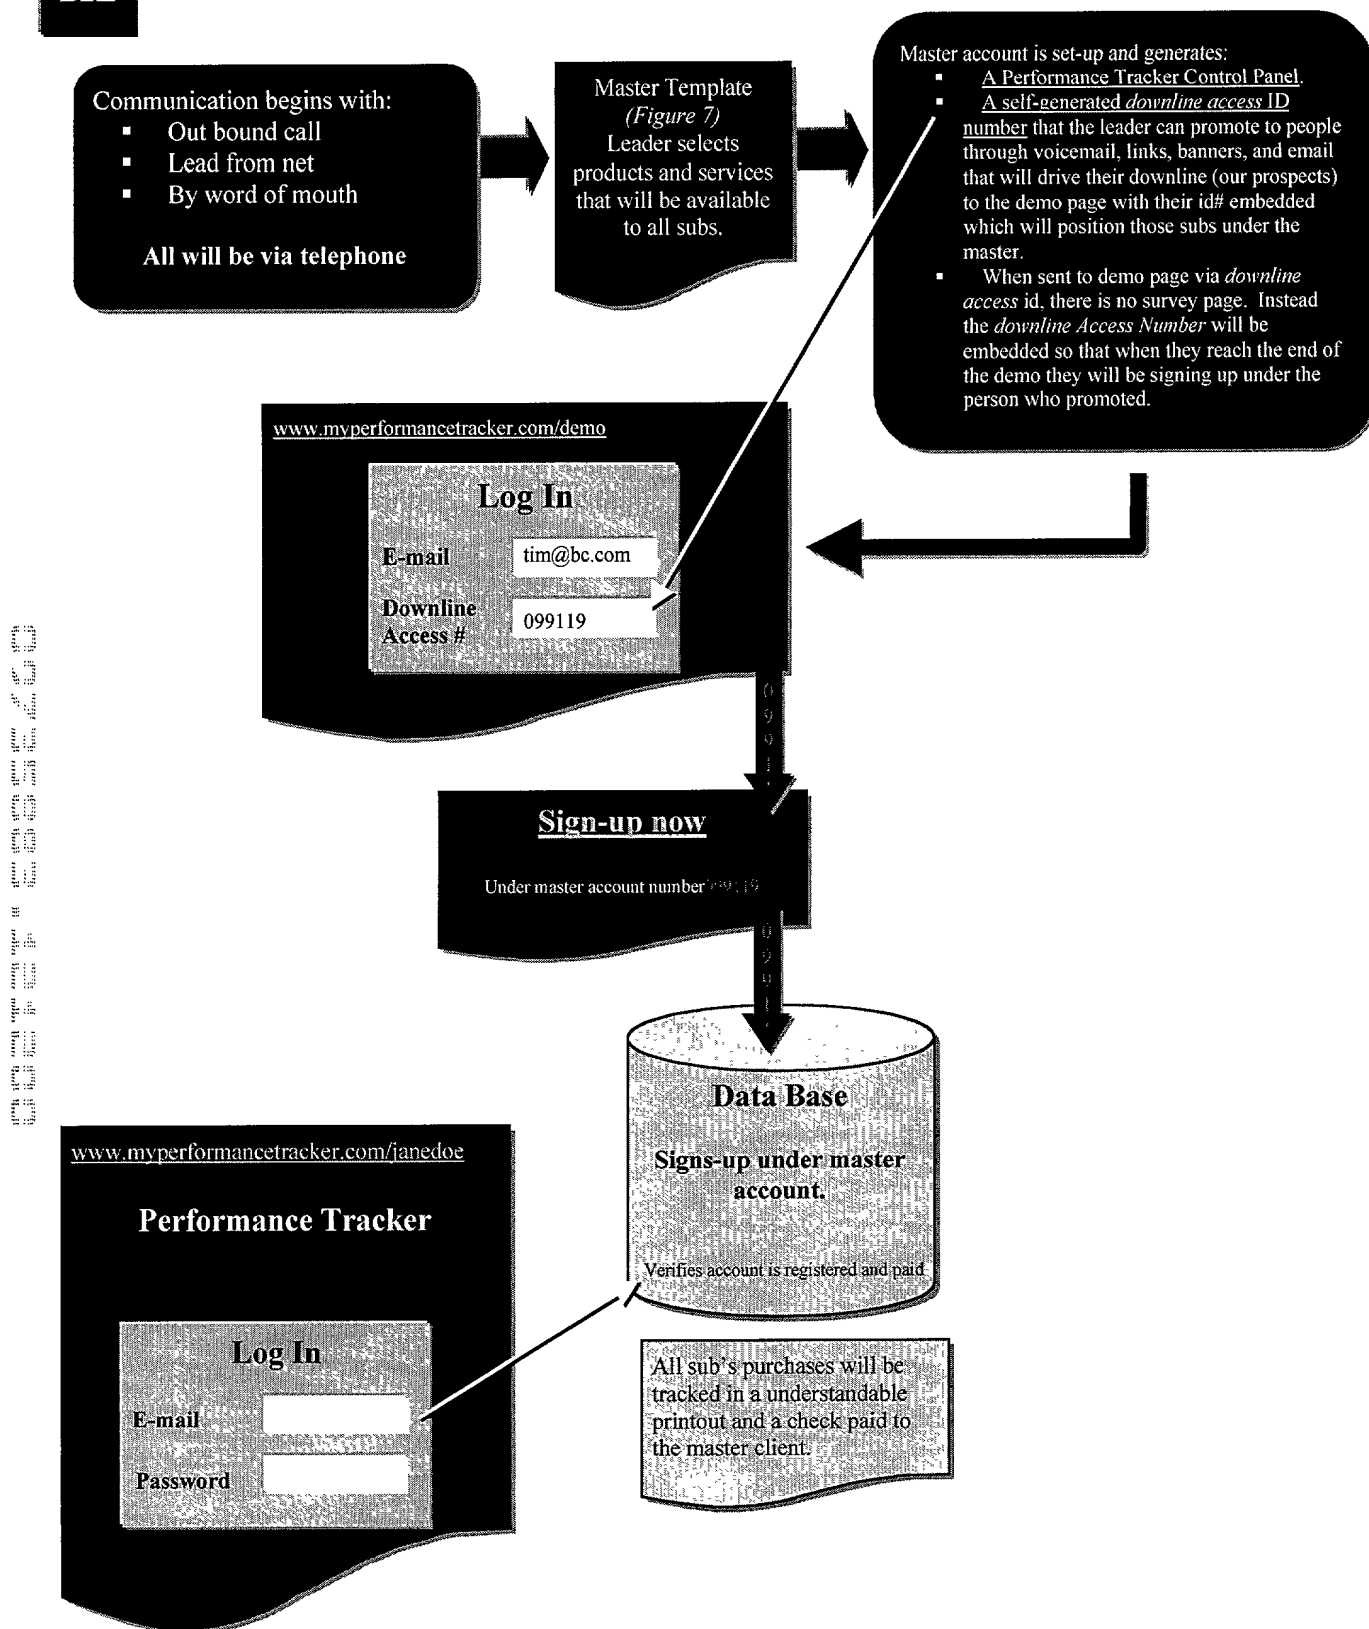 Communication begins with:
▪ Out bound call
▪ Lead from net
▪ By word of mouth
All will be via telephone
Master Template
(Figure 7)
Leader selects
products and services
that will be available
to all subs.
Master account is set-up and generates:
▪ A Performance Tracker Control Panel.
▪ A self-generated downline access ID
number that the leader can promote to people
through voicemail, links, banners, and email
that will drive their downline (our prospects)
to the demo page with their id# embedded
which will position those subs under the
master.
▪ When sent to demo page via downline
access id, there is no survey page. Instead
the downline Access Number will be
embedded so that when they reach the end of
the demo they will be signing up under the
person who promoted.
www.myperformancetracker.com/demo
Log In
E-mail
tim@bc.com
Downline
Access #
099119
Sign-up now
Under master account number 099119
Data Base
Signs-up under master
account.
Verifies account is registered and paid
www.myperformancetracker.com/janedoe
Performance Tracker
Log In
E-mail
Password
All sub's purchases will be
tracked in a understandable
printout and a check paid to
the master client.